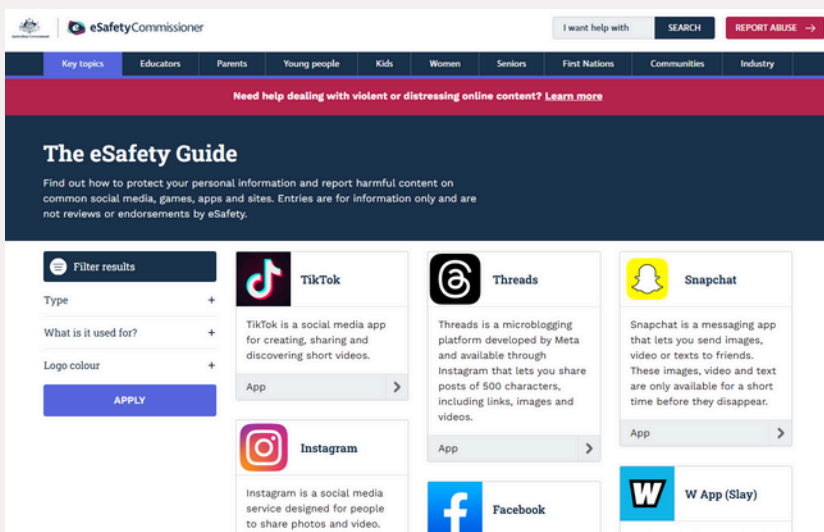 eSafetyCommissioner
I want help with
SEARCH
REPORT ABUSE
Key topics
Educators
Parents
Young people
Kids
Women
Seniors
First Nations
Communities
Industry
Need help dealing with violent or distressing online content? Learn more
The eSafety Guide
Find out how to protect your personal information and report harmful content on
common social media, games, apps and sites. Entries are for information only and are
not reviews or endorsements by eSafety.
Filter results
Type
What is it used for?
Logo colour
APPLY
TikTok
TikTok is a social media app
for creating, sharing and
discovering short videos.
App
Instagram
Instagram is a social media
service designed for people
to share photos and video.
Threads
Threads is a microblogging
platform developed by Meta
and available through
Instagram that lets you share
posts of 500 characters,
including links, images and
videos.
App
Facebook
Snapchat
Snapchat is a messaging app
that lets you send images,
video or texts to friends.
These images, video and text
are only available for a short
time before they disappear.
App
W App (Slay)